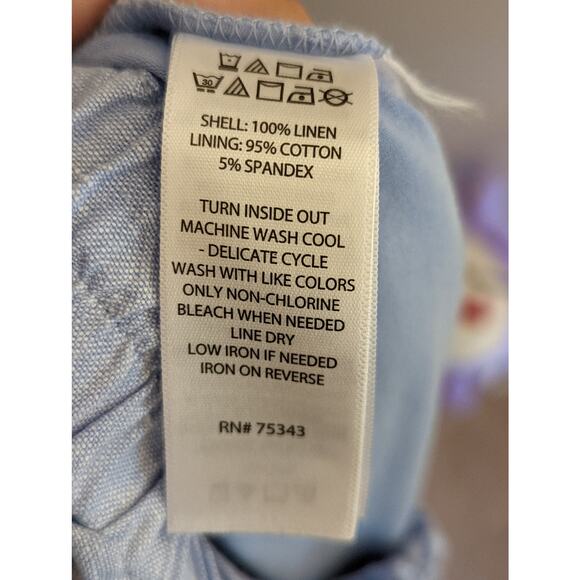 30
SHELL: 100% LINEN
LINING: 95% COTTON
5% SPANDEX
TURN INSIDE OUT
MACHINE WASH COOL
- DELICATE CYCLE
WASH WITH LIKE COLORS
ONLY NON-CHLORINE
BLEACH WHEN NEEDED
LINE DRY
LOW IRON IF NEEDED
IRON ON REVERSE
RN# 75343